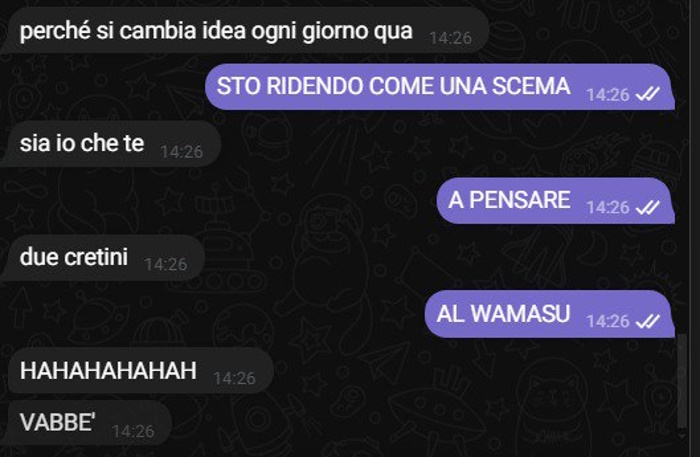 perché si cambia idea ogni giorno qua 14:26
STO RIDENDO COME UNA SCEMA 14:26
sia io che te 14:26
A PENSARE 14:26
due cretini 14:26
AL WAMASU 14:26
HAHAHAHAHAH 14:26
VABBE' 14:26